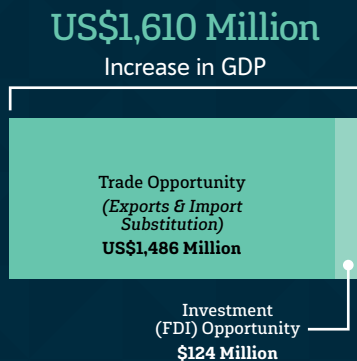 US$1,610 Million
Increase in GDP
Trade Opportunity
(Exports & Import
Substitution)
US$1,486 Million
Investment
(FDI) Opportunity
$124 Million